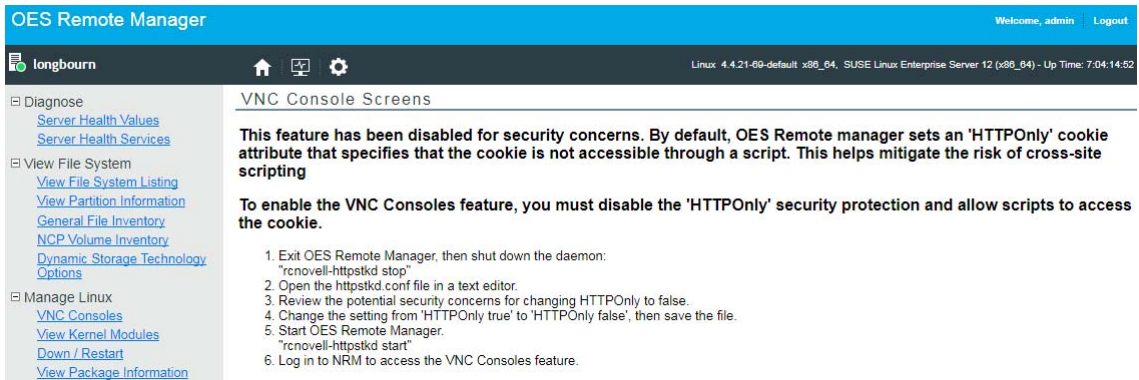 OES Remote Manager
Welcome, admin Logout
longbourn
Linux 4.4.21-69-default x86_64, SUSE Linux Enterprise Server 12 (x86_64) - Up Time: 7:04:14:52
Diagnose
Server Health Values
Server Health Services
View File System
View File System Listing
View Partition Information
General File Inventory
NCP Volume Inventory
Dynamic Storage Technology
Options
Manage Linux
VNC Consoles
View Kernel Modules
Down / Restart
View Package Information
VNC Console Screens
This feature has been disabled for security concerns. By default, OES Remote manager sets an 'HTTPOnly' cookie
attribute that specifies that the cookie is not accessible through a script. This helps mitigate the risk of cross-site
scripting
To enable the VNC Consoles feature, you must disable the 'HTTPOnly' security protection and allow scripts to access
the cookie.
1. Exit OES Remote Manager, then shut down the daemon:
"rcnovell-httpstkd stop"
2. Open the httpstkd.conf file in a text editor.
3. Review the potential security concerns for changing HTTPOnly to false.
4. Change the setting from 'HTTPOnly true' to 'HTTPOnly false', then save the file.
5. Start OES Remote Manager.
"rcnovell-httpstkd start"
6. Log in to NRM to access the VNC Consoles feature.